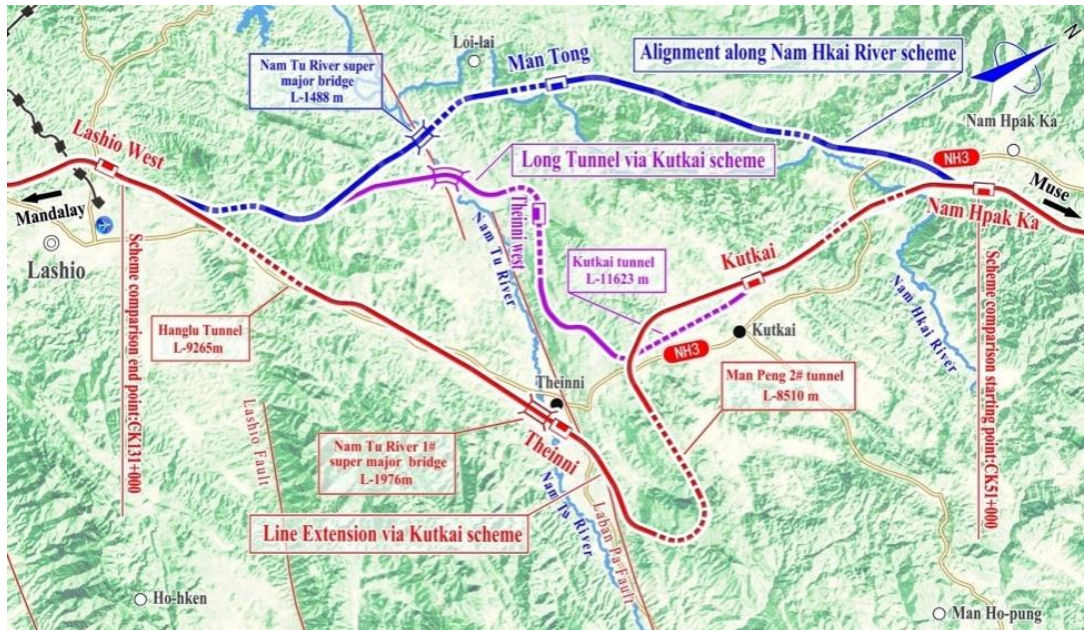 Loi-lai
Nam Tu River super
major bridge
L-1488 m
Man Tong
Alignment along Nam Hkai River scheme
N
Nam Hpak Ka
Lashio West
Long Tunnel via Kutkai scheme
NH3
Mandalay
Muse
Nam Hpak Ka
Theinni west
Nam Tu River
Kutkai
Lashio
Kutkai tunnel
L-11623 m
Scheme comparison end point:CK131+000
Scheme comparison starting point:CK51+000
Nam Hkai River
Hanglu Tunnel
L-9265m
Kutkai
NH3
Man Peng 2# tunnel
L-8510 m
Theinni
Lashio Fault
Nam Tu River 1#
super major bridge
L-1976m
Theinni
Nam Tu River
Laban Pa Fault
Line Extension via Kutkai scheme
Ho-hken
Man Ho-pung